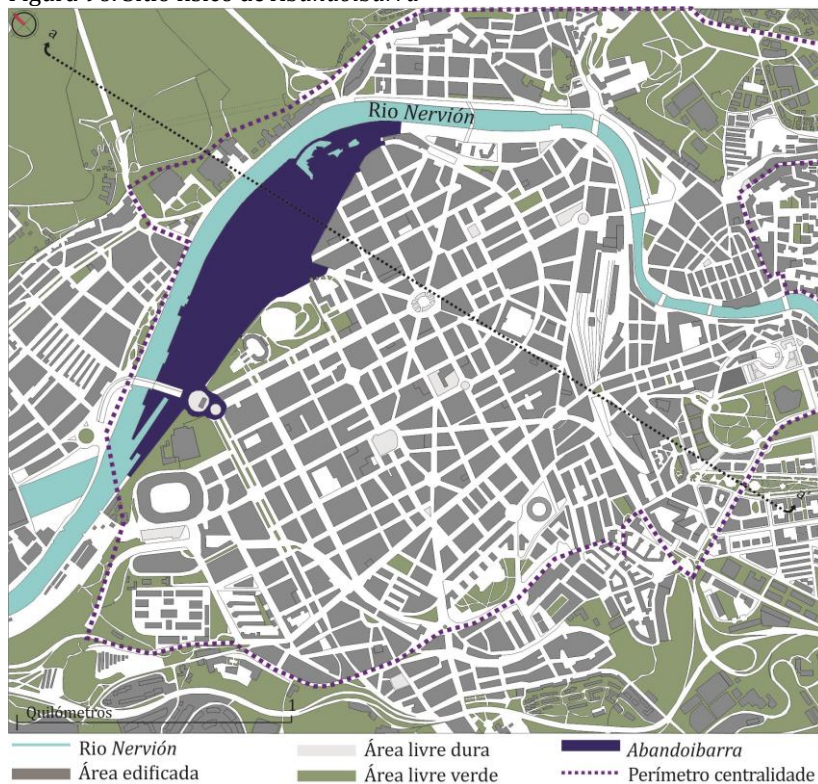 a
Rio Nervión
a
Quilómetros
1
Rio Nervión
Área livre dura
Abandoibarra
Área edificada
Área livre verde
Perímetro centralidade